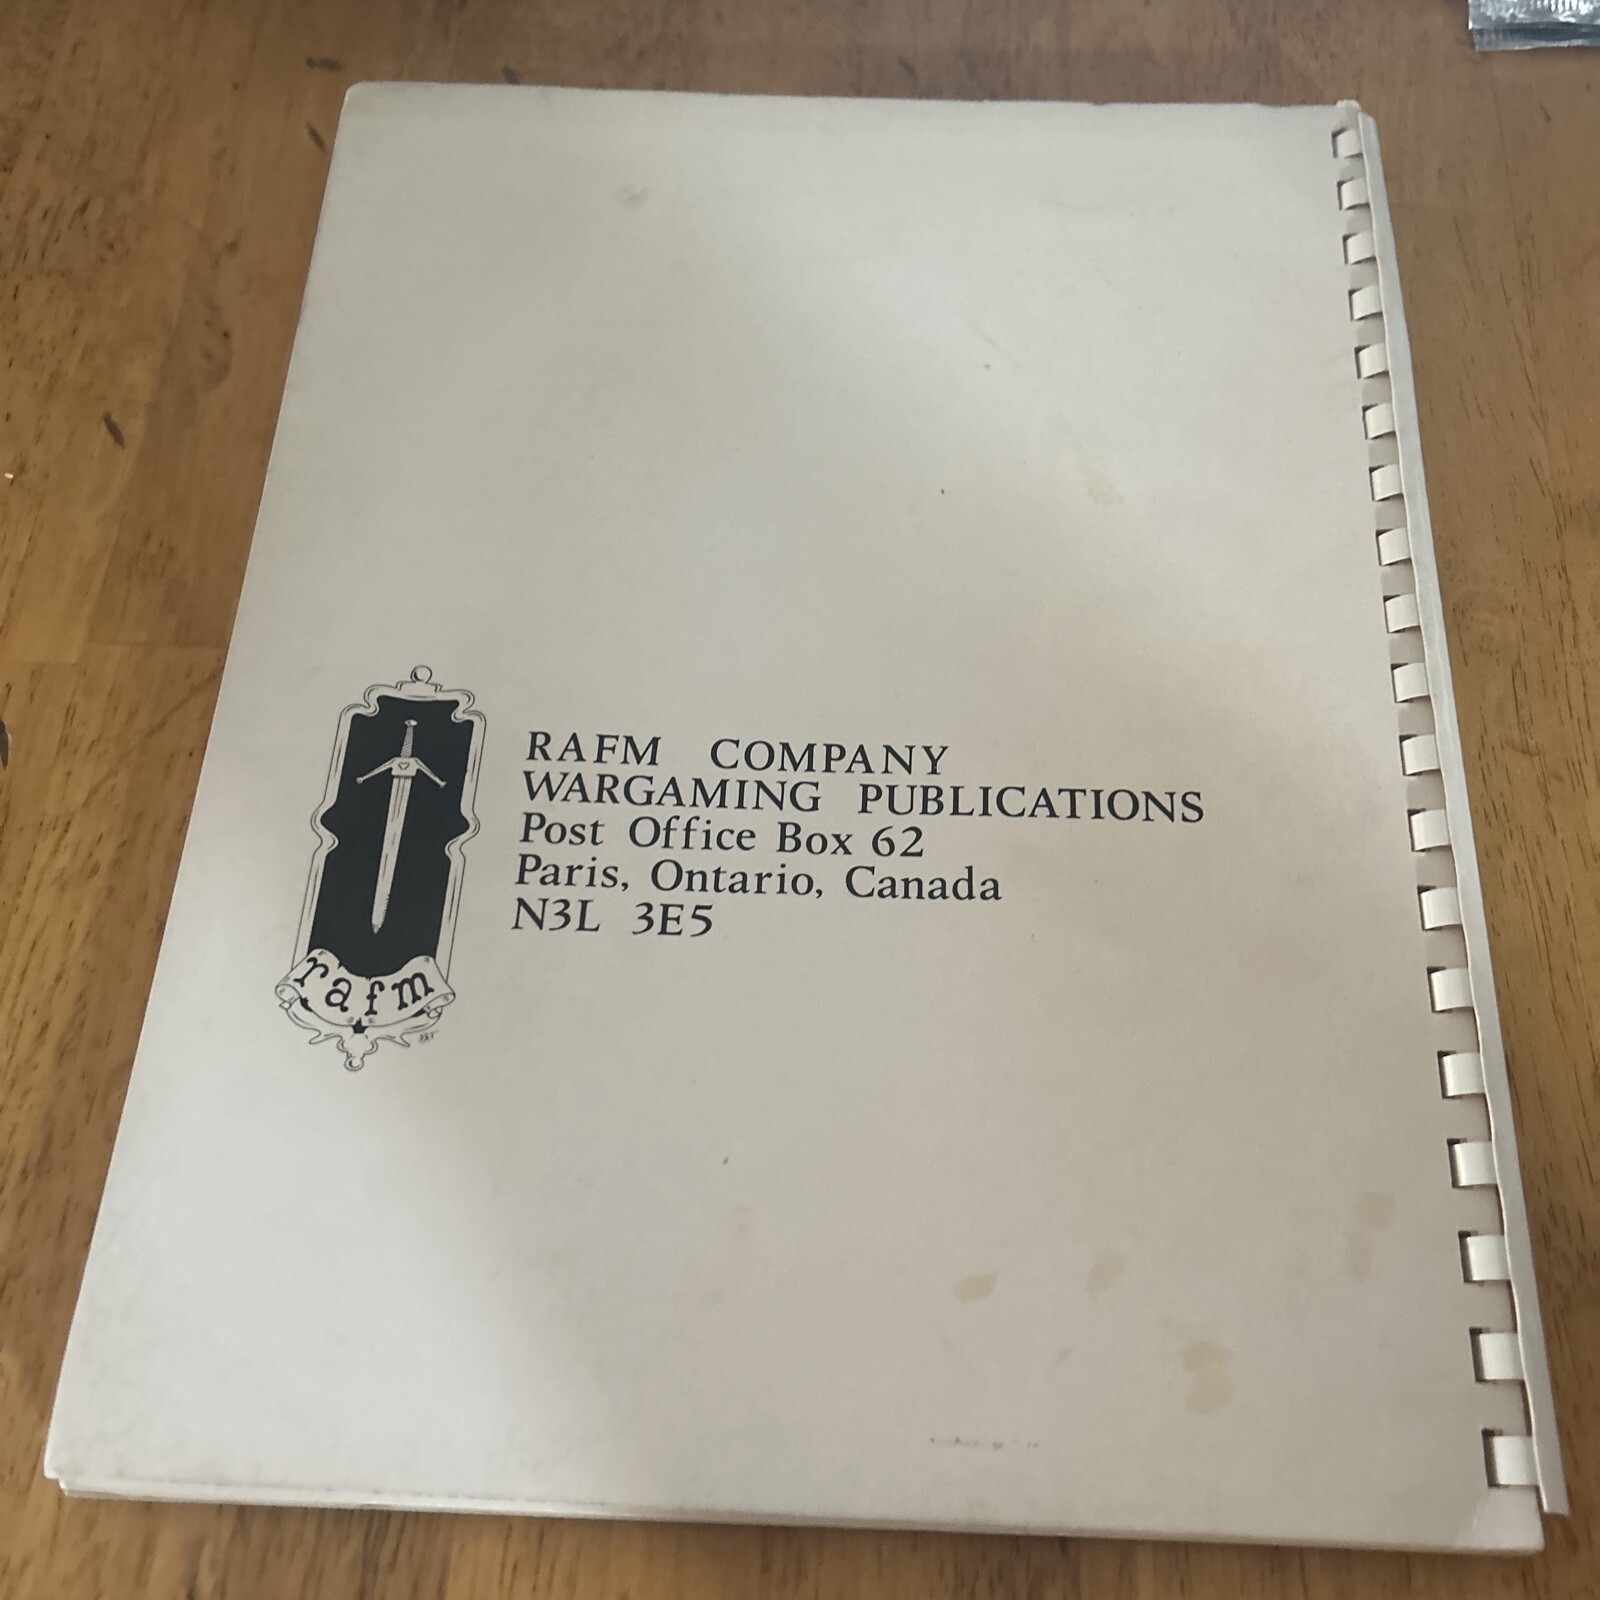 RAFM COMPANY
WARGAMING PUBLICATIONS
Post Office Box 62
Paris, Ontario, Canada
N3L 3E5
rafm